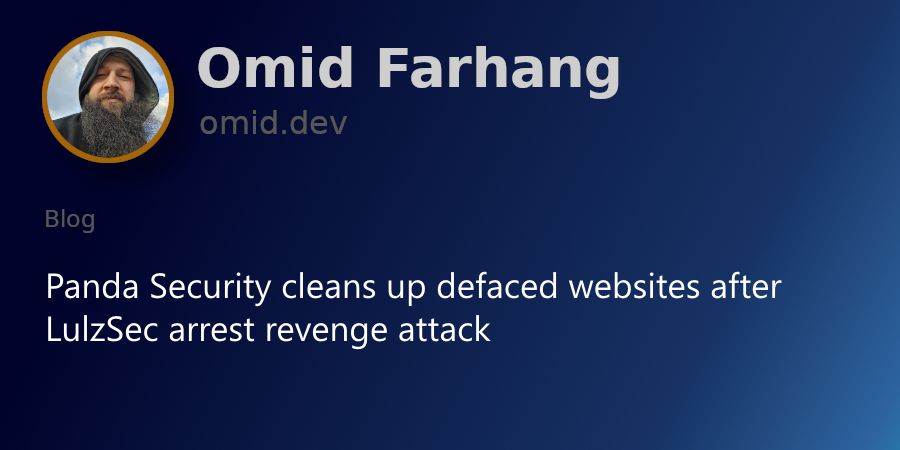 Omid Farhang
omid.dev
Blog
Panda Security cleans up defaced websites after
LulzSec arrest revenge attack